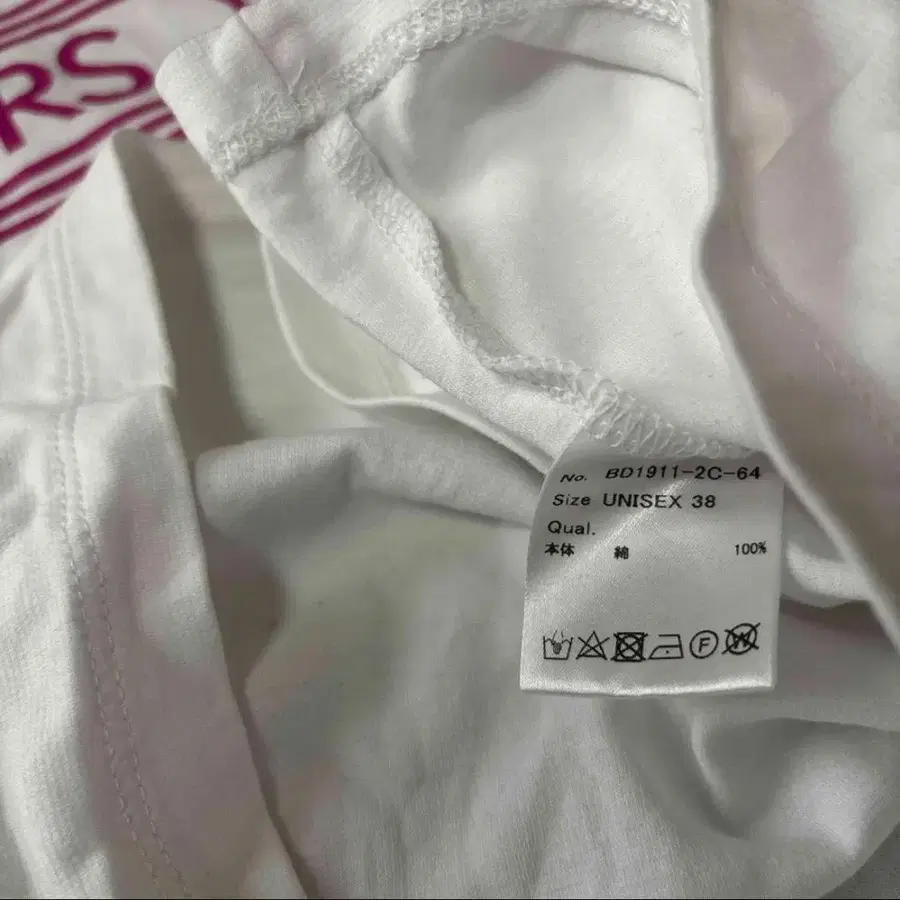 RS
No. BD1911-2C-64
Size UNISEX 38
Qual.
本体 綿 100%
F W